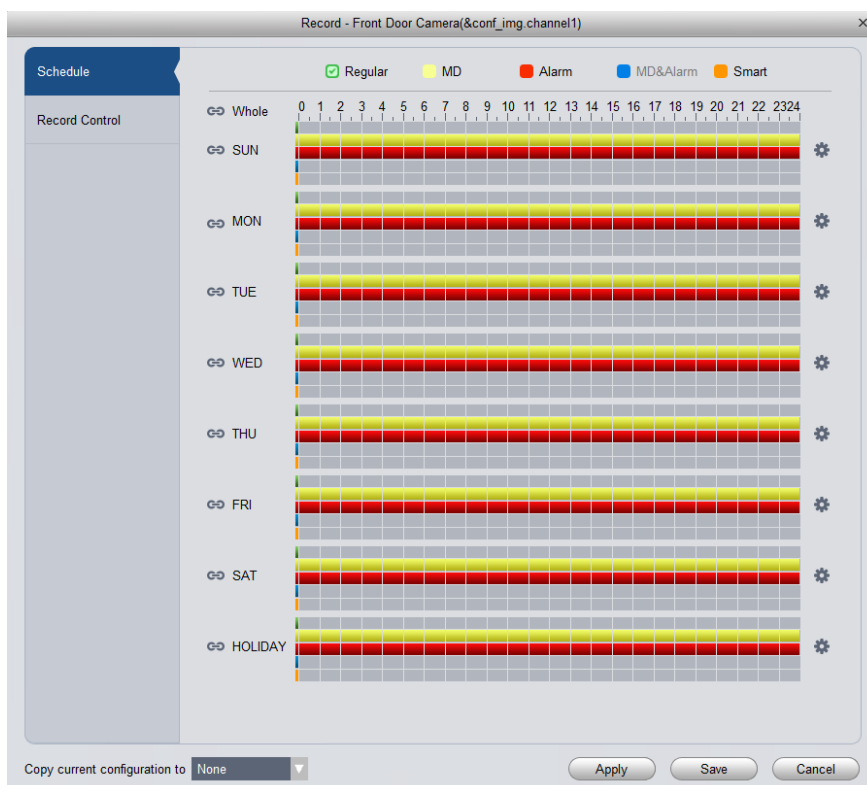 Record - Front Door Camera(&conf_img.channel1)
Schedule
Record Control
Regular MD Alarm MD&Alarm Smart
Whole 0 1 2 3 4 5 6 7 8 9 10 11 12 13 14 15 16 17 18 19 20 21 22 2324
SUN
MON
TUE
WED
THU
FRI
SAT
HOLIDAY
Copy current configuration to None Apply Save Cancel